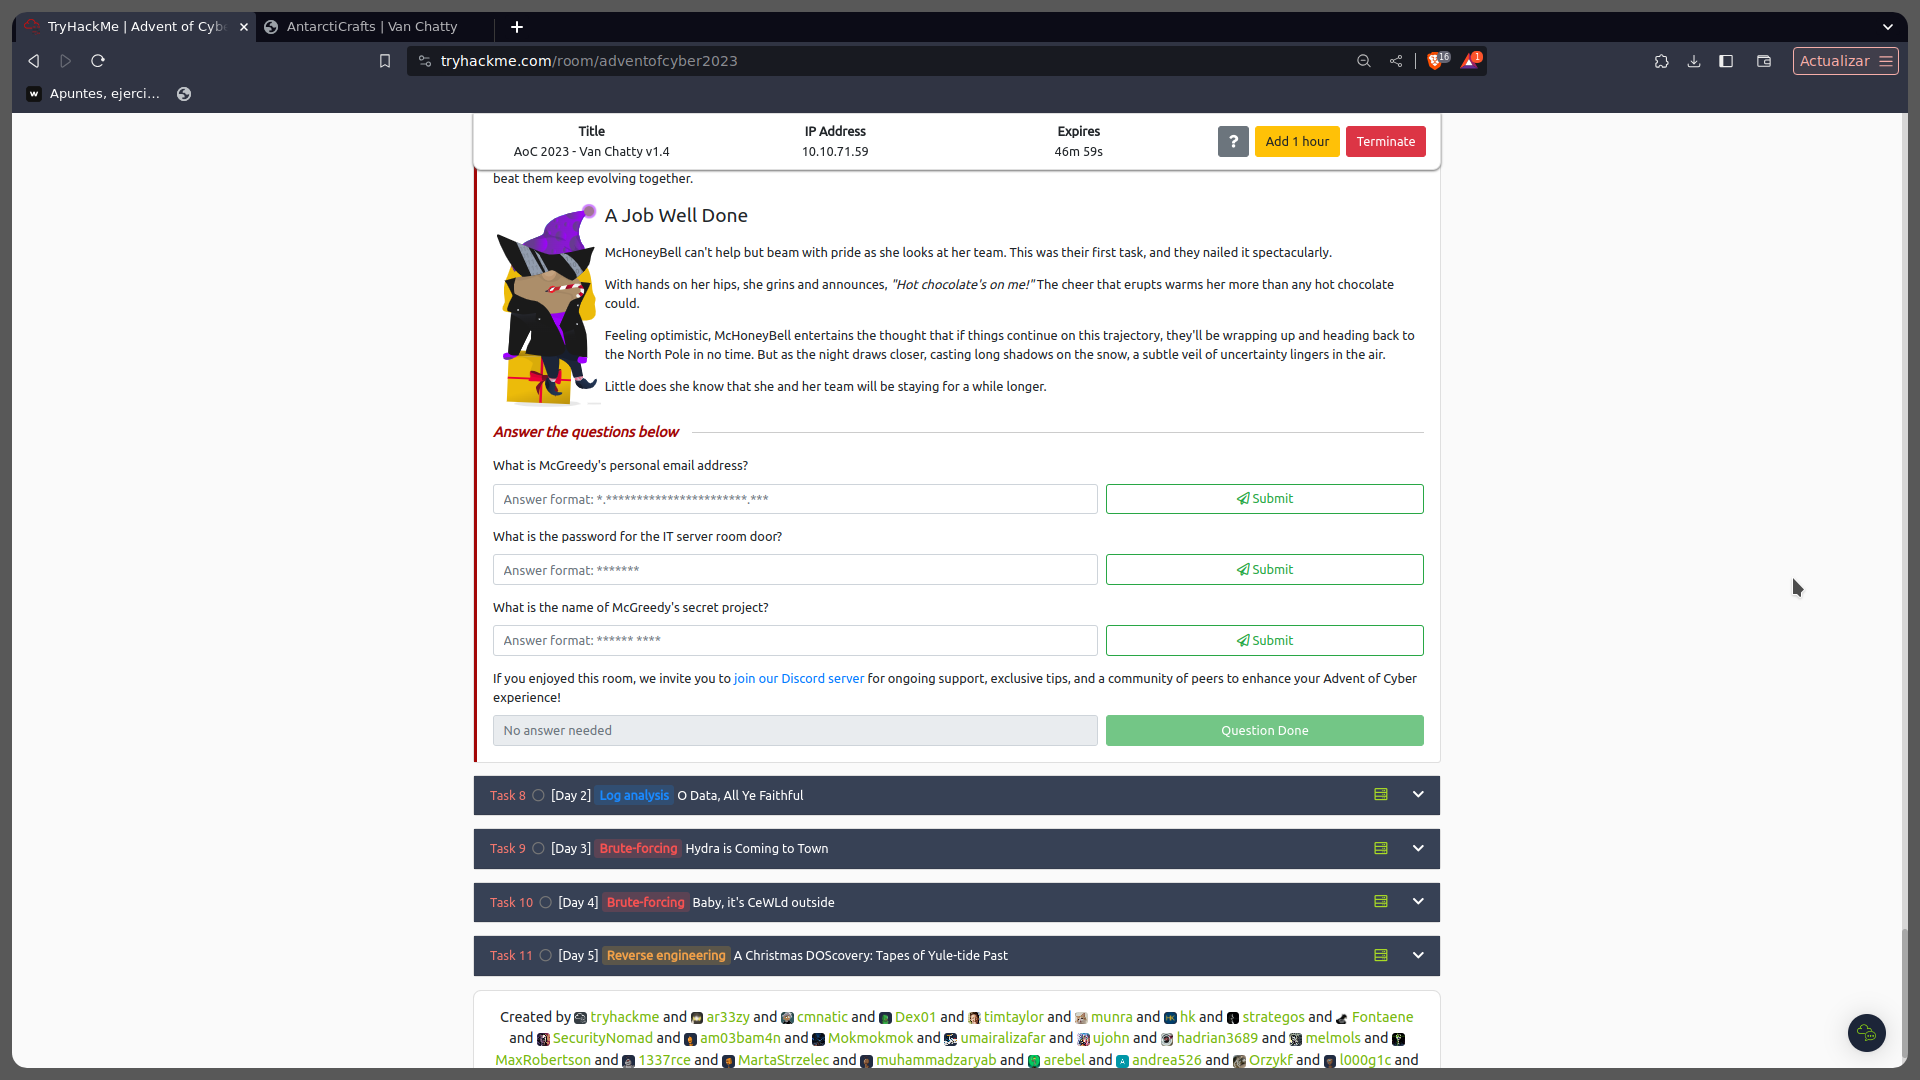 TryHackMe | Advent of Cybe
AntarctiCrafts | Van Chatty
tryhackme.com/room/adventofcyber2023
16
1
Actualizar
Apuntes, ejerci...
Title
AoC 2023 - Van Chatty v1.4
IP Address
10.10.71.59
Expires
46m 59s
?
Add 1 hour
Terminate
beat them keep evolving together.
A Job Well Done
McHoneyBell can't help but beam with pride as she looks at her team. This was their first task, and they nailed it spectacularly.
With hands on her hips, she grins and announces, "Hot chocolate's on me!" The cheer that erupts warms her more than any hot chocolate
could.
Feeling optimistic, McHoneyBell entertains the thought that if things continue on this trajectory, they'll be wrapping up and heading back to
the North Pole in no time. But as the night draws closer, casting long shadows on the snow, a subtle veil of uncertainty lingers in the air.
Little does she know that she and her team will be staying for a while longer.
Answer the questions below
What is McGreedy's personal email address?
Answer format: *.***********************.***
Submit
What is the password for the IT server room door?
Answer format: *******
Submit
What is the name of McGreedy's secret project?
Answer format: ****** ****
Submit
If you enjoyed this room, we invite you to join our Discord server for ongoing support, exclusive tips, and a community of peers to enhance your Advent of Cyber
experience!
No answer needed
Question Done
Task 8 [Day 2] Log analysis O Data, All Ye Faithful
Task 9 [Day 3] Brute-forcing Hydra is Coming to Town
Task 10 [Day 4] Brute-forcing Baby, it's CeWLd outside
Task 11 [Day 5] Reverse engineering A Christmas DOScovery: Tapes of Yule-tide Past
Created by tryhackme and ar33zy and cmnatic and Dex01 and timtaylor and munra and hk and strategos and Fontaene
and SecurityNomad and am03bam4n and Mokmokmok and umairalizafar and ujohn and hadrian3689 and melmols and
MaxRobertson and 1337rce and MartaStrzelec and muhammadzaryab and arebel and andrea526 and Orzykf and l000g1c and